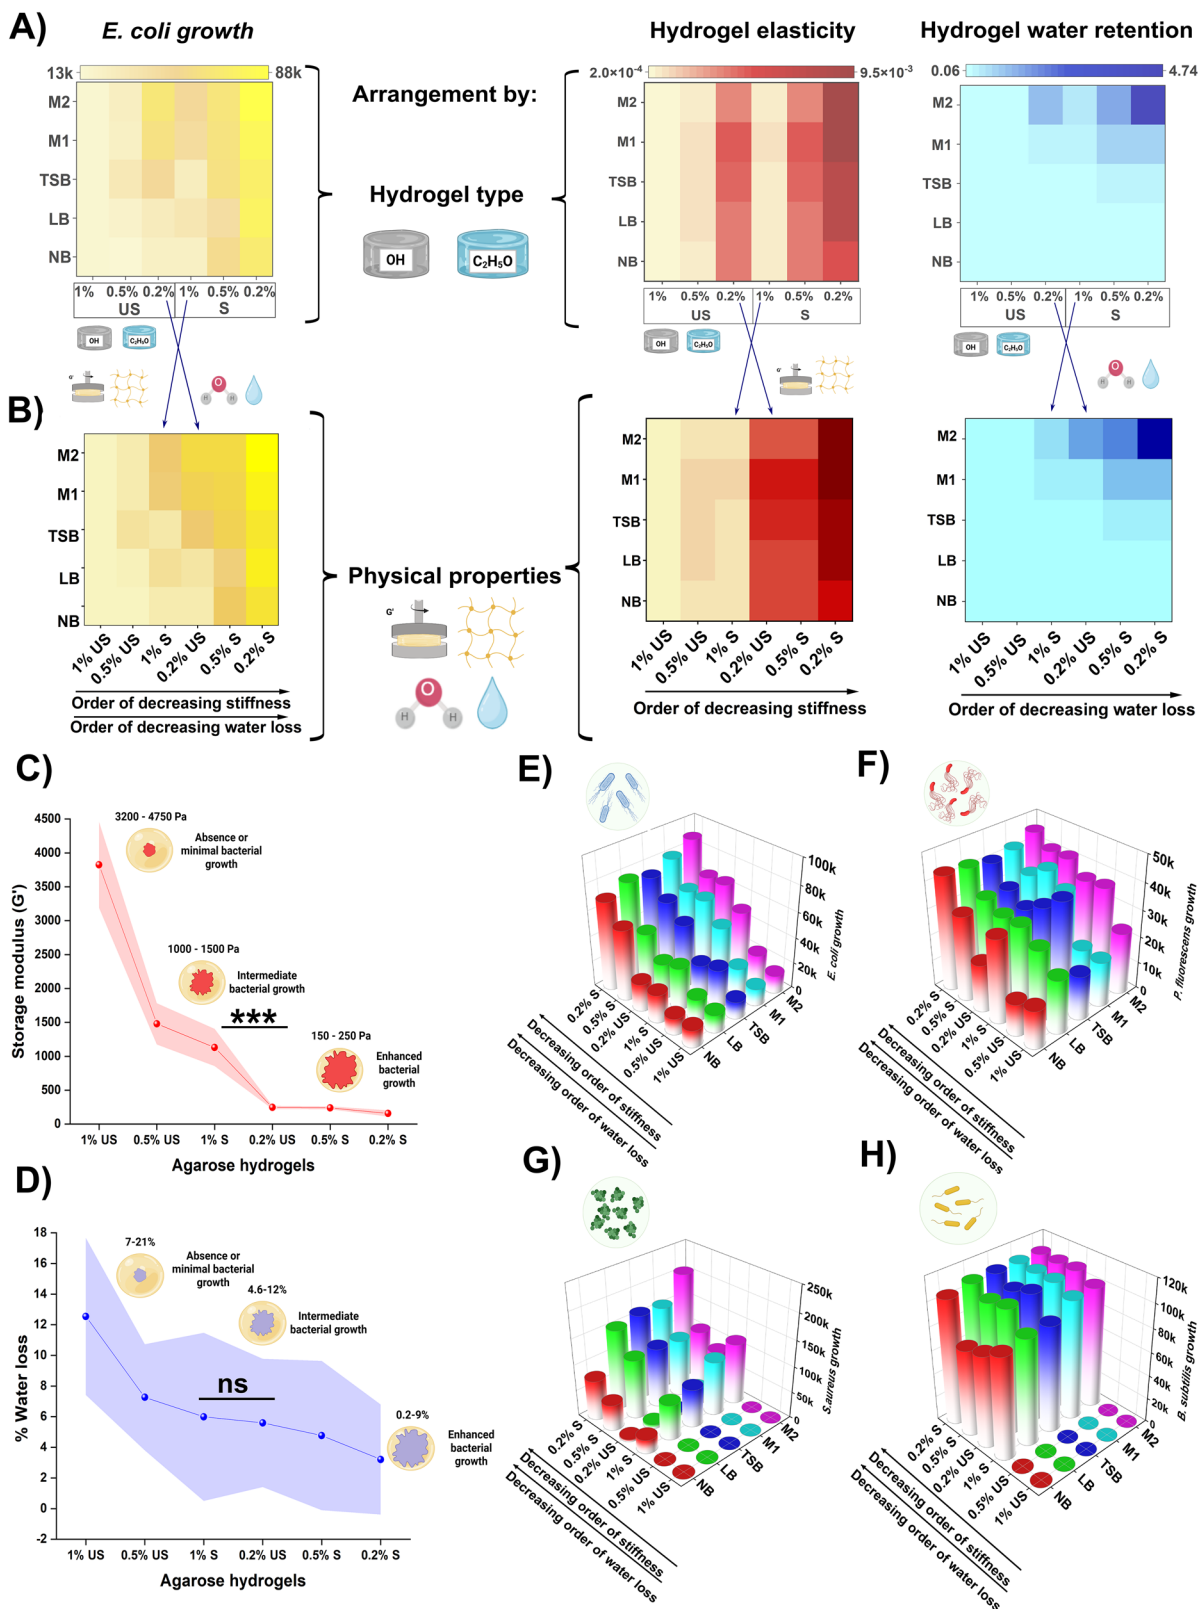 A)
E. coli growth
Hydrogel elasticity
Hydrogel water retention
13k
88k
Arrangement by:
2.0×10⁻⁴
9.5×10⁻³
0.06
4.74
M2
M1
TSB
LB
NB
1% 0.5% 0.2% 1% 0.5% 0.2%
US S
Hydrogel type
OH
C₂H₅O
M2
M1
TSB
LB
NB
1% 0.5% 0.2% 1% 0.5% 0.2%
US S
M2
M1
TSB
LB
NB
1% 0.5% 0.2% 1% 0.5% 0.2%
US S
OH
C₂H₅O
G'
O
H H
OH
C₂H₅O
G'
OH
C₂H₅O
O
H H
B)
M2
M1
TSB
LB
NB
1% US
0.5% US
1% S
0.2% US
0.5% S
0.2% S
Order of decreasing stiffness
Order of decreasing water loss
Physical properties
G'
O
H H
M2
M1
TSB
LB
NB
1% US
0.5% US
1% S
0.2% US
0.5% S
0.2% S
Order of decreasing stiffness
M2
M1
TSB
LB
NB
1% US
0.5% US
1% S
0.2% US
0.5% S
0.2% S
Order of decreasing water loss
C)
Storage modulus (G')
4500
4000
3500
3000
2500
2000
1500
1000
500
0
3200 - 4750 Pa
Absence or
minimal bacterial
growth
1000 - 1500 Pa
Intermediate
bacterial growth
***
150 - 250 Pa
Enhanced
bacterial
growth
1% US 0.5% US 1% S 0.2% US 0.5% S 0.2% S
Agarose hydrogels
D)
% Water loss
18
16
14
12
10
8
6
4
2
0
-2
7-21%
Absence or
minimal bacterial
growth
4.6-12%
Intermediate
bacterial growth
ns
0.2-9%
Enhanced
bacterial
growth
1% US 0.5% US 1% S 0.2% US 0.5% S 0.2% S
Agarose hydrogels
E)
100k
80k
60k
40k
20k
0
E. coli growth
0.2% S
0.5% S
0.2% US
1% S
0.5% US
1% US
NB
LB
TSB
M1
M2
Decreasing order of stiffness
Decreasing order of water loss
F)
50k
40k
30k
20k
10k
0
P. fluorescens growth
0.2% S
0.5% S
0.2% US
1% S
0.5% US
1% US
NB
LB
TSB
M1
M2
Decreasing order of stiffness
Decreasing order of water loss
G)
250k
200k
150k
100k
50k
0
S.aureus growth
0.2% S
0.5% S
0.2% US
1% S
0.5% US
1% US
NB
LB
TSB
M1
M2
Decreasing order of stiffness
Decreasing order of water loss
H)
120k
100k
80k
60k
40k
20k
0
B. subtilis growth
0.2% S
0.5% S
0.2% US
1% S
0.5% US
1% US
NB
LB
TSB
M1
M2
Decreasing order of stiffness
Decreasing order of water loss